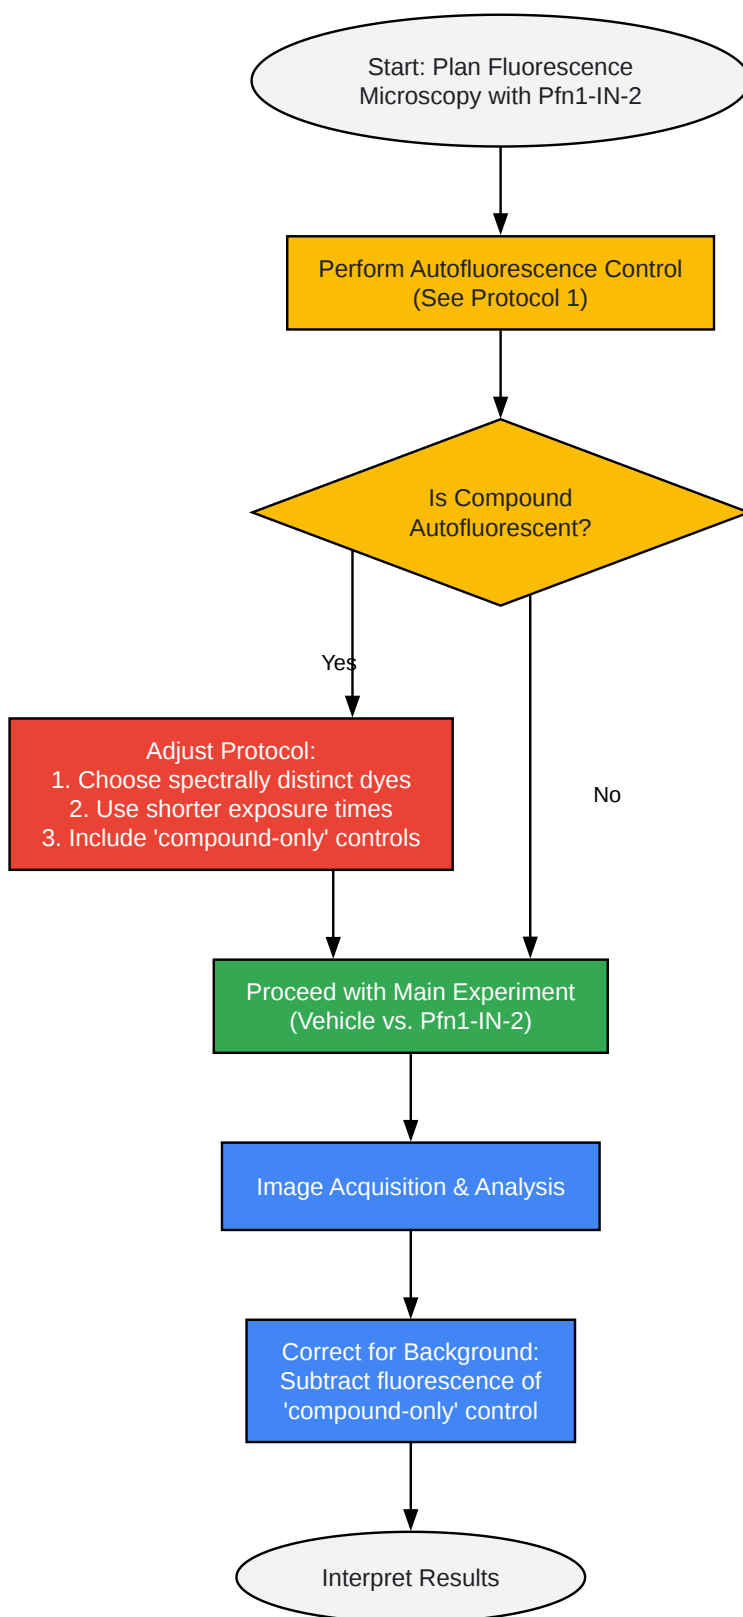 Start: Plan Fluorescence
Microscopy with Pfn1-IN-2
Perform Autofluorescence Control
(See Protocol 1)
Is Compound
Autofluorescent?
Yes
Adjust Protocol:
1. Choose spectrally distinct dyes
2. Use shorter exposure times
3. Include 'compound-only' controls
No
Proceed with Main Experiment
(Vehicle vs. Pfn1-IN-2)
Image Acquisition & Analysis
Correct for Background:
Subtract fluorescence of
'compound-only' control
Interpret Results